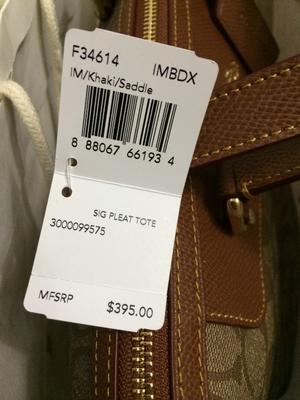 F34614 IMBDX
IM/Khaki/Saddle
8 88067 66193 4
SIG PLEAT TOTE
3000099575
MFSRP $395.00